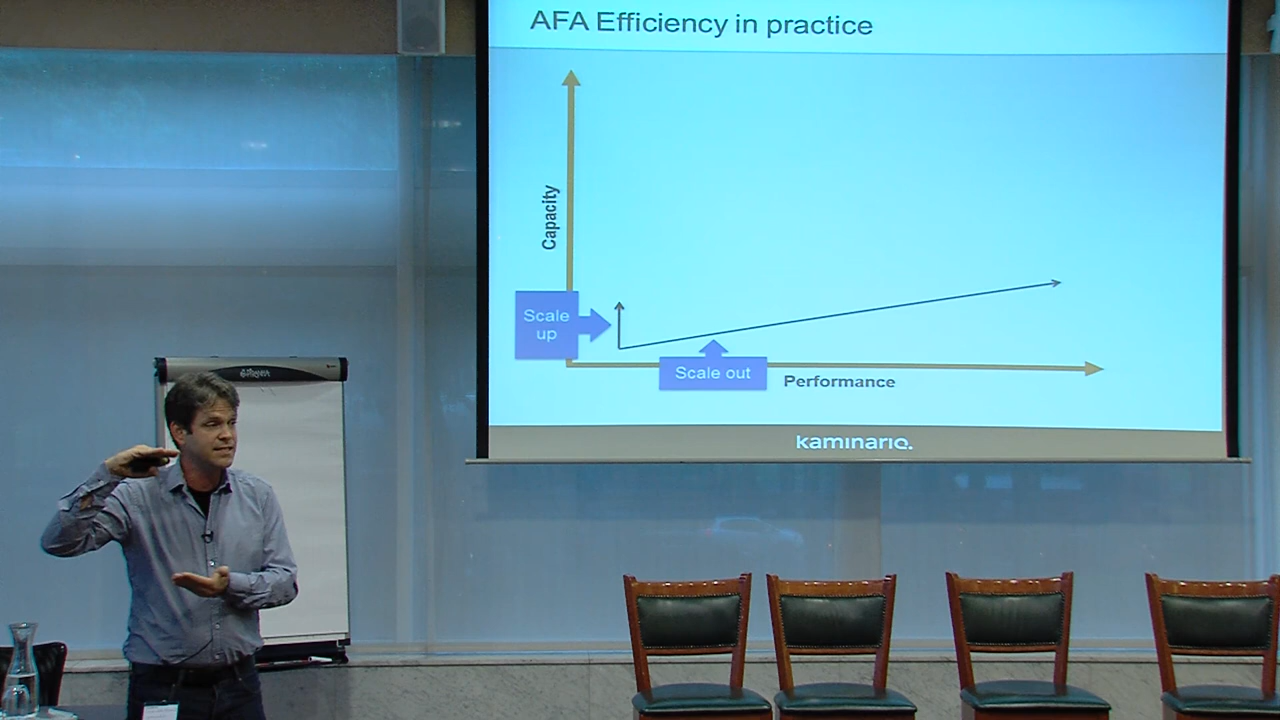 AFA Efficiency in practice
Capacity
Scale
up
Scale out
Performance
kaminario.